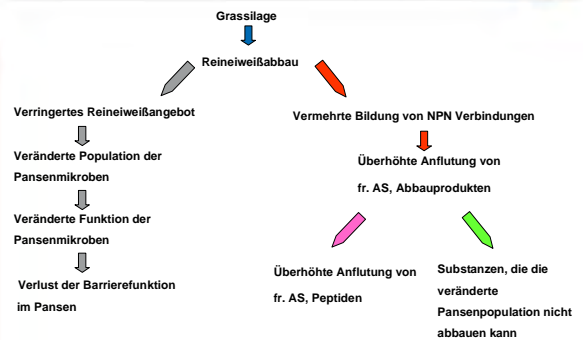 Grassilage
Reineiweißabbau
Verringertes Reineiweißangebot
Vermehrte Bildung von NPN Verbindungen
Veränderte Population der
Pansenmikroben
Überhöhte Anflutung von
fr. AS, Abbauprodukten
Veränderte Funktion der
Pansenmikroben
Verlust der Barrierefunktion
im Pansen
Überhöhte Anflutung von
fr. AS, Peptiden
Substanzen, die die
veränderte
Pansenpopulation nicht
abbauen kann